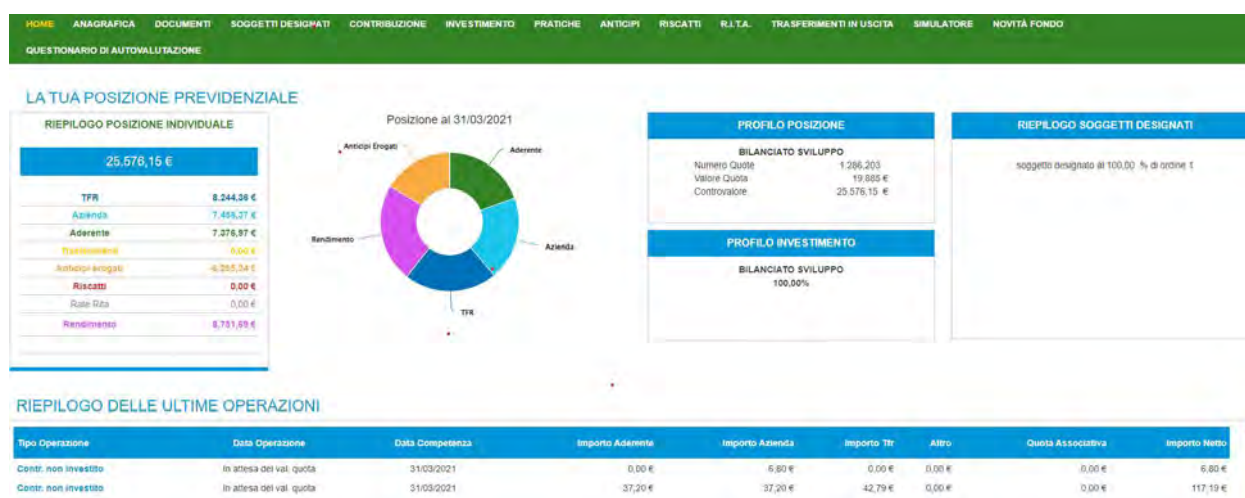 HOME ANAGRAFICA DOCUMENTI SOGGETTI DESIGNATI CONTRIBUZIONE INVESTIMENTO PRATICHE ANTICIPI RISCATTI R.I.T.A. TRASFERIMENTI IN USCITA SIMULATORE NOVITÀ FONDO
QUESTIONARIO DI AUTOVALUTAZIONE
LA TUA POSIZIONE PREVIDENZIALE
RIEPILOGO POSIZIONE INDIVIDUALE
25.576,15 €
TFR 8.244,36 €
Azienda
Aderente 7.376,97 €
0,00 €
Anticipi erogati
Riscatti 0,00 €
Rate Rita 0,00 €
Rendimento 8.751,69 €
Posizione al 31/03/2021
Anticipi Erogati
Aderente
Rendimento
Azienda
TFR
PROFILO POSIZIONE
BILANCIATO SVILUPPO
Numero Quote 1.286,203
Valore Quota 19,885 €
Controvalore 25.576,15 €
PROFILO INVESTIMENTO
BILANCIATO SVILUPPO
100,00%
RIEPILOGO SOGGETTI DESIGNATI
soggetto designato al 100,00 % di ordine 1
RIEPILOGO DELLE ULTIME OPERAZIONI
Tipo Operazione Data Operazione Data Competenza Importo Aderente Importo Azienda Importo Tfr Altro Quota Associativa Importo Netto
Contr. non investito In attesa del val. quota 31/03/2021 0,00 € 6,80 € 0,00 € 0,00 € 0,00 € 6,80 €
Contr. non investito In attesa del val. quota 31/03/2021 37,20 € 37,20 € 42,79 € 0,00 € 0,00 € 117,19 €